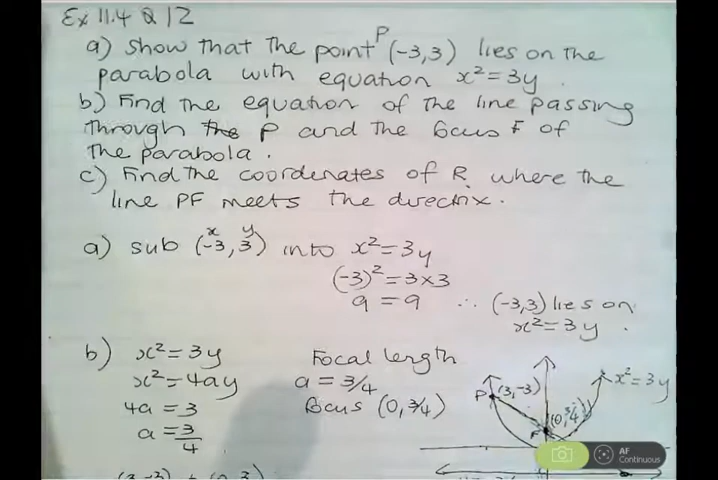 Ex 11.4 Q 12
a) Show that the point P (-3,3) lies on the
parabola with equation x² = 3y.
b) Find the equation of the line passing
through the P and the focus F of
the parabola.
c) Find the coordenates of R, where the
line PF meets the directrix.
a) sub (-3, 3) into x² = 3y
x y
(-3)² = 3×3
9 = 9 ∴ (-3,3) lies on
x² = 3y.
b) x² = 3y Focal length
x² = 4ay a = 3/4
4a = 3 focus (0, 3/4)
a = 3/4
P (3,-3) x² = 3y
F (0, 3/4)
AF
Continuous